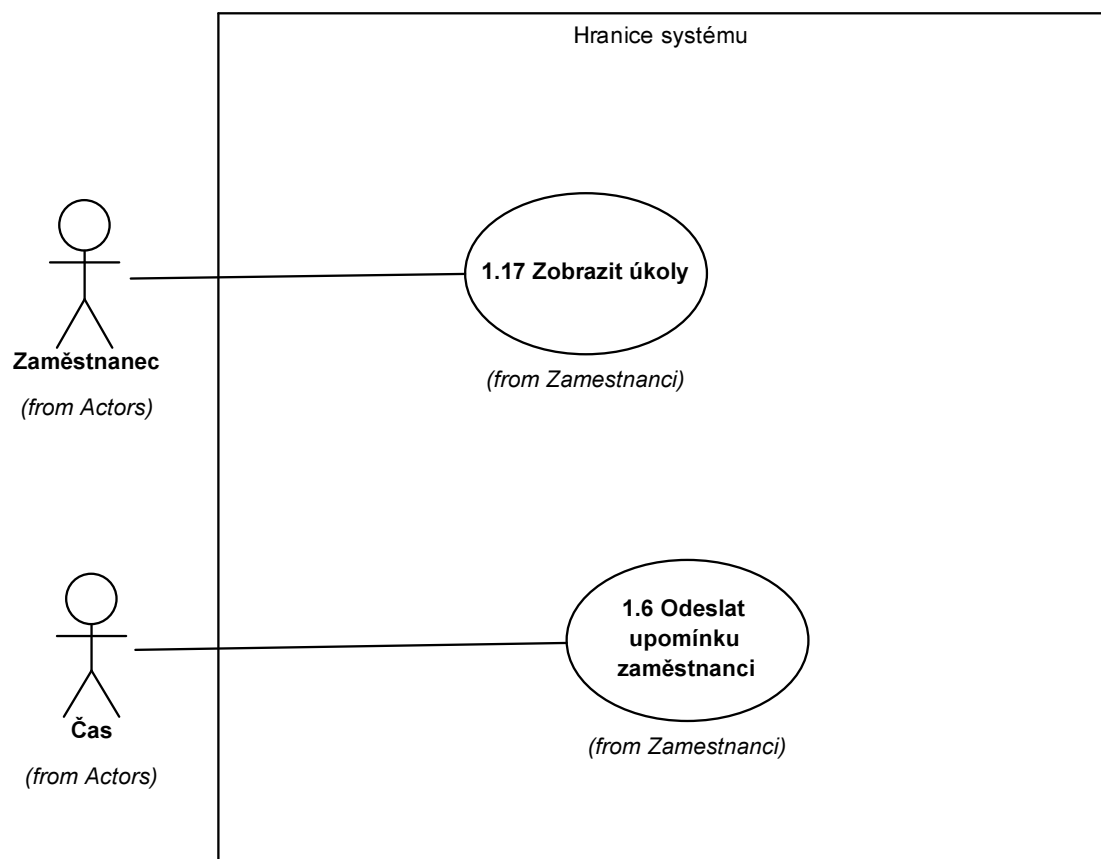 Hranice systému
1.17 Zobrazit úkoly
Zaměstnanec
(from Zamestnanci)
(from Actors)
1.6 Odeslat
upomínku
zaměstnanci
Čas
(from Zamestnanci)
(from Actors)